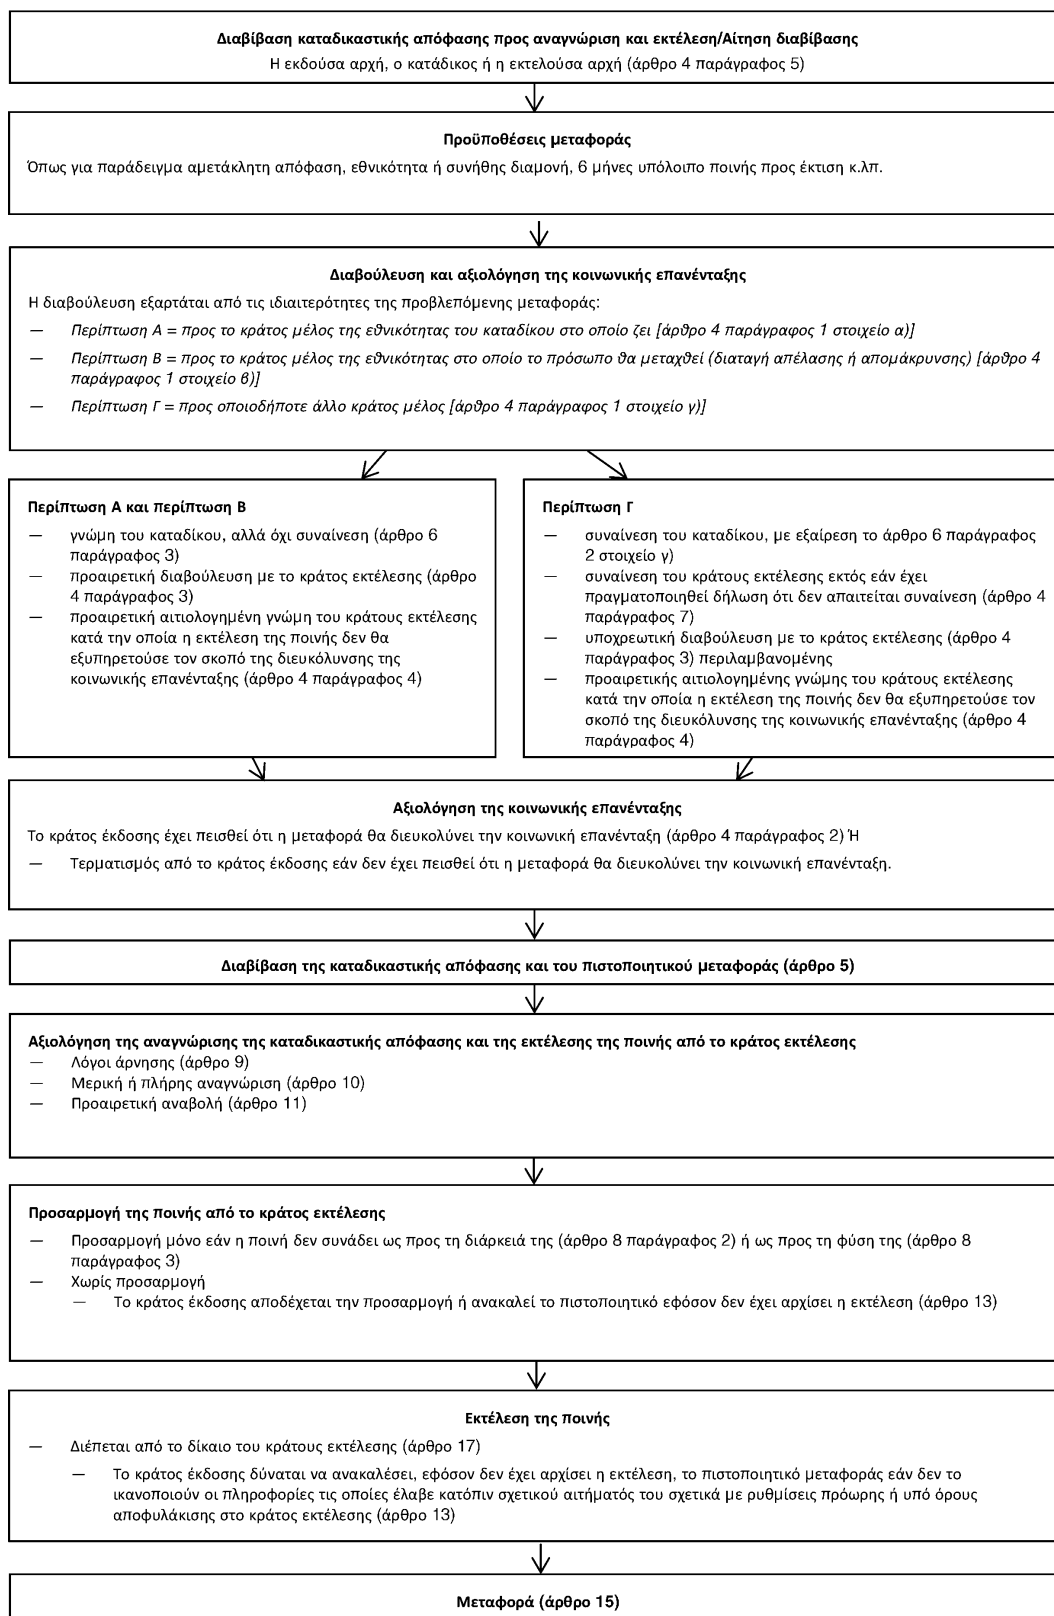 Διαβίβαση καταδικαστικής απόφασης προς αναγνώριση και εκτέλεση/Αίτηση διαβίβασης
Η εκδούσα αρχή, ο κατάδικος ή η εκτελούσα αρχή (άρθρο 4 παράγραφος 5)
Προϋποθέσεις μεταφοράς
Όπως για παράδειγμα αμετάκλητη απόφαση, εθνικότητα ή συνήθης διαμονή, 6 μήνες υπόλοιπο ποινής προς έκτιση κ.λπ.
Διαβούλευση και αξιολόγηση της κοινωνικής επανένταξης
Η διαβούλευση εξαρτάται από τις ιδιαιτερότητες της προβλεπόμενης μεταφοράς:
— Περίπτωση Α = προς το κράτος μέλος της εθνικότητας του καταδίκου στο οποίο ζει [άρθρο 4 παράγραφος 1 στοιχείο α)]
— Περίπτωση Β = προς το κράτος μέλος της εθνικότητας στο οποίο το πρόσωπο θα μεταχθεί (διαταγή απέλασης ή απομάκρυνσης) [άρθρο 4
παράγραφος 1 στοιχείο β)]
— Περίπτωση Γ = προς οποιοδήποτε άλλο κράτος μέλος [άρθρο 4 παράγραφος 1 στοιχείο γ)]
Περίπτωση Α και περίπτωση Β
— γνώμη του καταδίκου, αλλά όχι συναίνεση (άρθρο 6
παράγραφος 3)
— προαιρετική διαβούλευση με το κράτος εκτέλεσης (άρθρο
4 παράγραφος 3)
— προαιρετική αιτιολογημένη γνώμη του κράτους εκτέλεσης
κατά την οποία η εκτέλεση της ποινής δεν θα
εξυπηρετούσε τον σκοπό της διευκόλυνσης της
κοινωνικής επανένταξης (άρθρο 4 παράγραφος 4)
Περίπτωση Γ
— συναίνεση του καταδίκου, με εξαίρεση το άρθρο 6 παράγραφος
2 στοιχείο γ)
— συναίνεση του κράτους εκτέλεσης εκτός εάν έχει
πραγματοποιηθεί δήλωση ότι δεν απαιτείται συναίνεση (άρθρο 4
παράγραφος 7)
— υποχρεωτική διαβούλευση με το κράτος εκτέλεσης (άρθρο 4
παράγραφος 3) περιλαμβανομένης
— προαιρετικής αιτιολογημένης γνώμης του κράτους εκτέλεσης
κατά την οποία η εκτέλεση της ποινής δεν θα εξυπηρετούσε τον
σκοπό της διευκόλυνσης της κοινωνικής επανένταξης (άρθρο 4
παράγραφος 4)
Αξιολόγηση της κοινωνικής επανένταξης
Το κράτος έκδοσης έχει πεισθεί ότι η μεταφορά θα διευκολύνει την κοινωνική επανένταξη (άρθρο 4 παράγραφος 2) Ή
— Τερματισμός από το κράτος έκδοσης εάν δεν έχει πεισθεί ότι η μεταφορά θα διευκολύνει την κοινωνική επανένταξη.
Διαβίβαση της καταδικαστικής απόφασης και του πιστοποιητικού μεταφοράς (άρθρο 5)
Αξιολόγηση της αναγνώρισης της καταδικαστικής απόφασης και της εκτέλεσης της ποινής από το κράτος εκτέλεσης
— Λόγοι άρνησης (άρθρο 9)
— Μερική ή πλήρης αναγνώριση (άρθρο 10)
— Προαιρετική αναβολή (άρθρο 11)
Προσαρμογή της ποινής από το κράτος εκτέλεσης
— Προσαρμογή μόνο εάν η ποινή δεν συνάδει ως προς τη διάρκειά της (άρθρο 8 παράγραφος 2) ή ως προς τη φύση της (άρθρο 8
παράγραφος 3)
— Χωρίς προσαρμογή
— Το κράτος έκδοσης αποδέχεται την προσαρμογή ή ανακαλεί το πιστοποιητικό εφόσον δεν έχει αρχίσει η εκτέλεση (άρθρο 13)
Εκτέλεση της ποινής
— Διέπεται από το δίκαιο του κράτους εκτέλεσης (άρθρο 17)
— Το κράτος έκδοσης δύναται να ανακαλέσει, εφόσον δεν έχει αρχίσει η εκτέλεση, το πιστοποιητικό μεταφοράς εάν δεν το
ικανοποιούν οι πληροφορίες τις οποίες έλαβε κατόπιν σχετικού αιτήματός του σχετικά με ρυθμίσεις πρόωρης ή υπό όρους
αποφυλάκισης στο κράτος εκτέλεσης (άρθρο 13)
Μεταφορά (άρθρο 15)